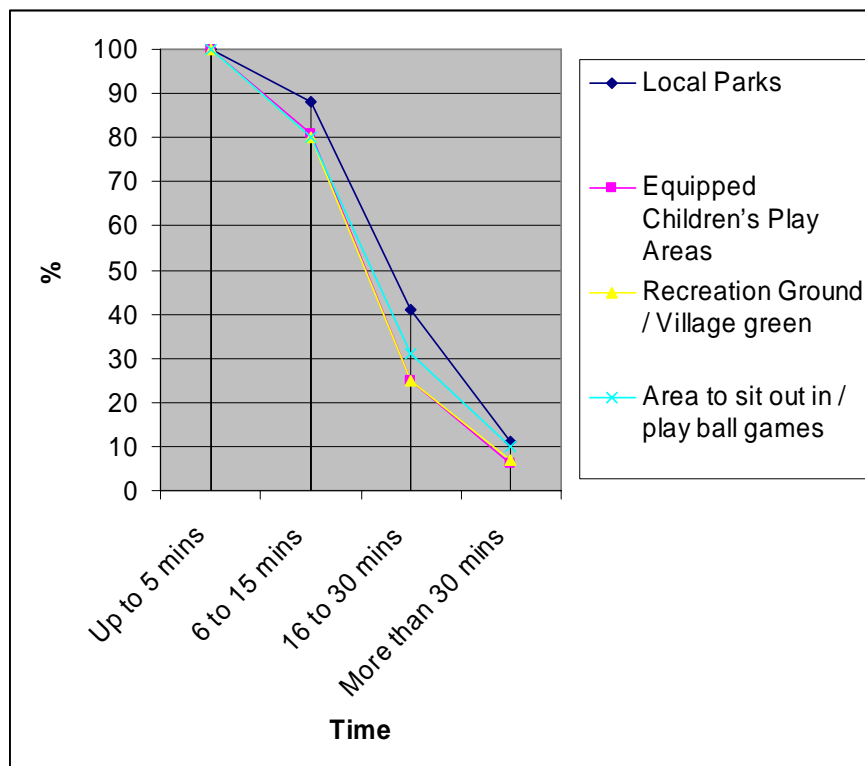 100
90
80
70
60
50
40
30
20
10
0
%
Up to 5 mins
6 to 15 mins
16 to 30 mins
More than 30 mins
Time
Local Parks
Equipped
Children’s Play
Areas
Recreation Ground
/ Village green
Area to sit out in /
play ball games